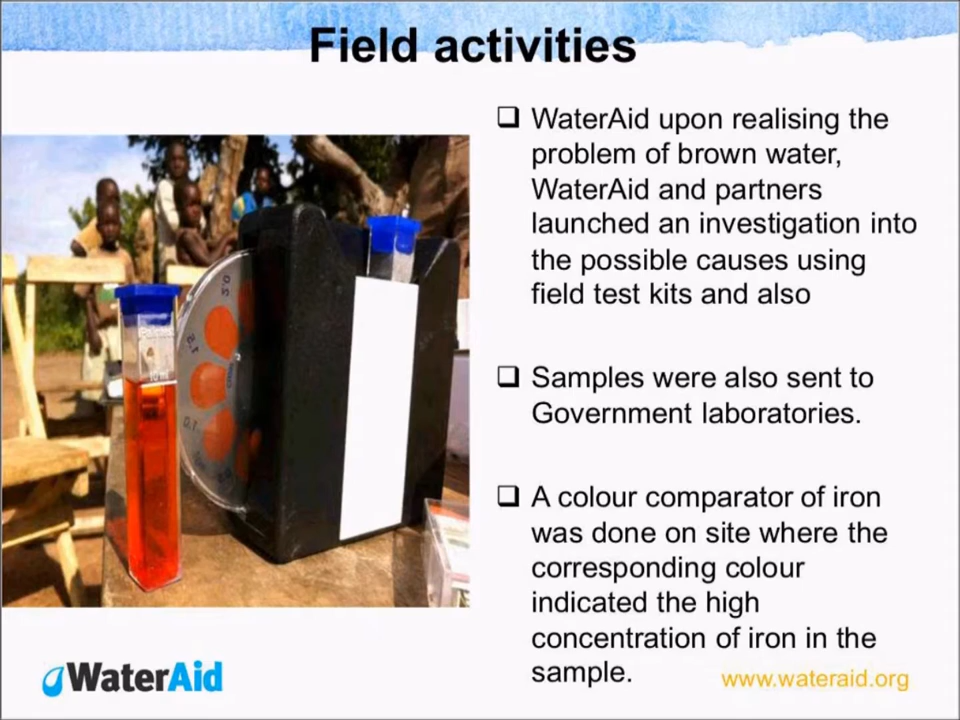 Field activities
WaterAid upon realising the
problem of brown water,
WaterAid and partners
launched an investigation into
the possible causes using
field test kits and also
Samples were also sent to
Government laboratories.
A colour comparator of iron
was done on site where the
corresponding colour
indicated the high
concentration of iron in the
sample.
10 ml
WaterAid
www.wateraid.org